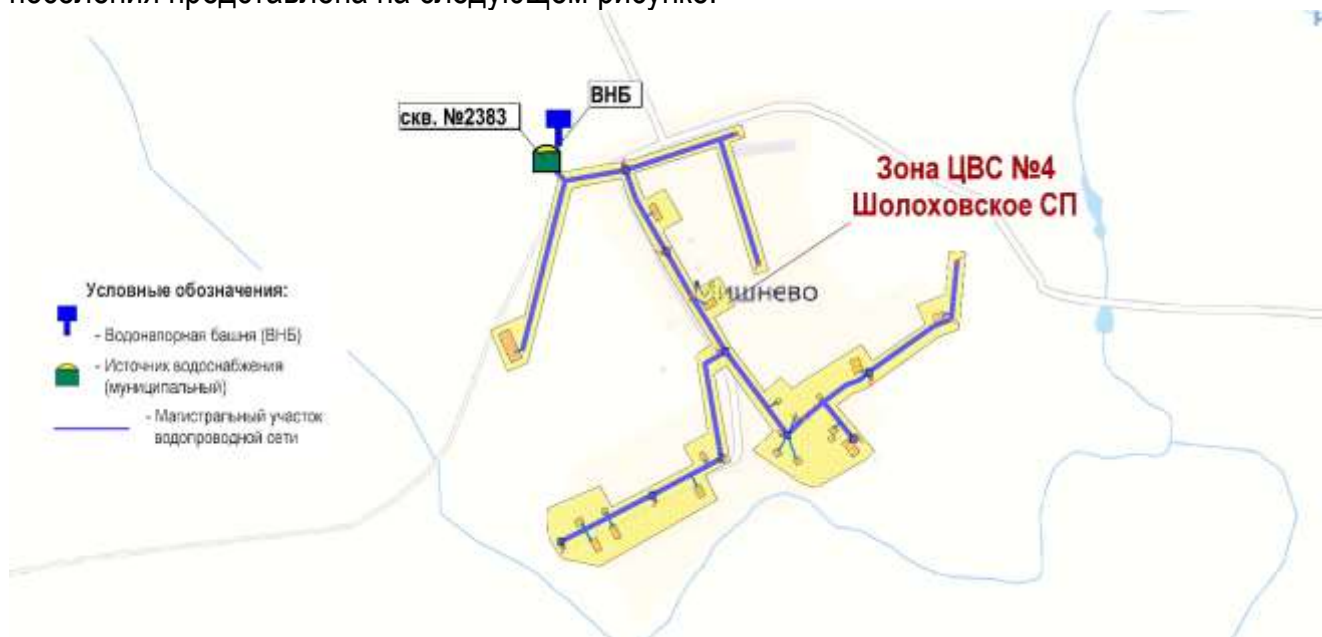 поселения представлена на следующем рисунке.
ВНБ
скв. №2383
Зона ЦВС №4
Шолоховское СП
Мишнево
Условные обозначения:
- Водонапорная башня (ВНБ)
- Источник водоснабжения
(муниципальный)
- Магистральный участок
водопроводной сети